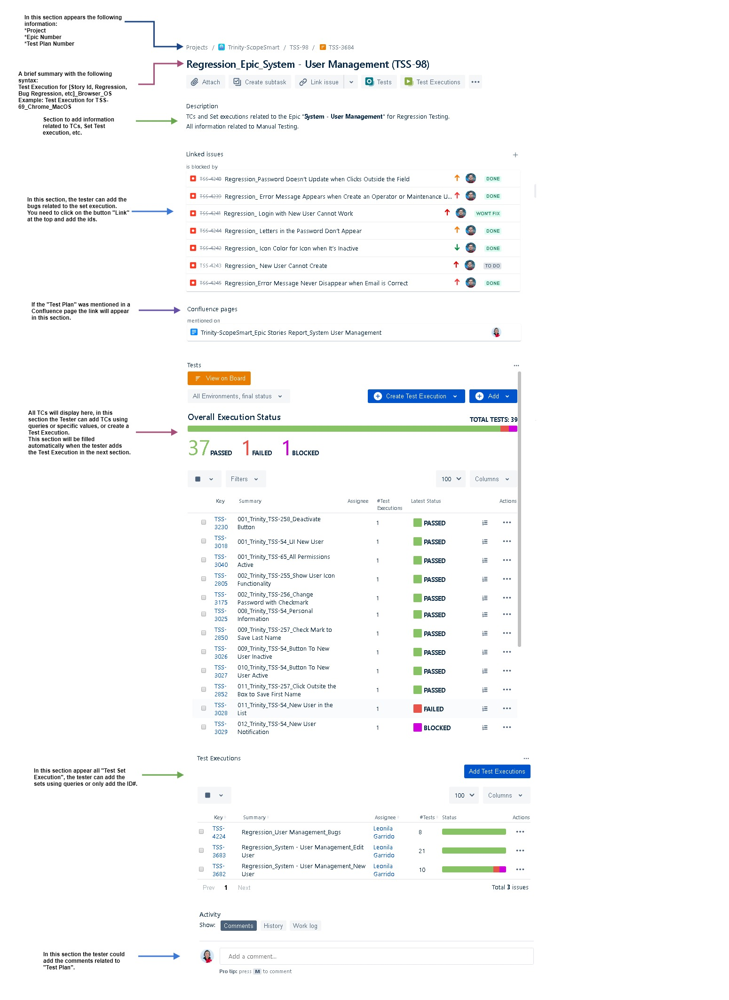 In this section appears the following
information:
*Project
*Epic Number
*Test Plan Number
Projects / Trinity-ScopeSmart / TSS-98 / TSS-3684
Regression_Epic_System - User Management (TSS-98)
A brief summary with the following
syntax:
Test Execution for [Story Id, Regression,
Bug Regression, etc]_Browser_OS
Example: Test Execution for TSS-
69_Chrome_MacOS
Attach Create subtask Link issue Tests Test Executions •••
Section to add information
related to TCs, Set Test
execution, etc.
Description
TCs and Set executions related to the Epic "System - User Management" for Regression Testing.
All information related to Manual Testing.
In this section, the tester can add the
bugs related to the set execution.
You need to click on the button "Link"
at the top and add the ids.
Linked issues +
is blocked by
TSS-4240 Regression_Password Doesn't Update when Clicks Outside the Field DONE
TSS-4239 Regression_ Error Message Appears when Create an Operator or Maintenance U... DONE
TSS-4241 Regression_ Login with New User Cannot Work WON'T FIX
TSS-4244 Regression_ Letters in the Password Don't Appear DONE
TSS-4242 Regression_ Icon Color for Icon when It's Inactive DONE
TSS-4243 Regression_ New User Cannot Create TO DO
TSS-4245 Regression_Error Message Never Disappear when Email is Correct DONE
If the "Test Plan" was mentioned in a
Confluence page the link will appear
in this section.
Confluence pages
mentioned on
Trinity-ScopeSmart_Epic Stories Report_System User Management
Tests •••
View on Board
All Environments, final status Create Test Execution Add
All TCs will display here, in this
section the Tester can add TCs using
queries or specific values, or create a
Test Execution.
This section will be filled
automatically when the tester adds
the Test Execution in the next section.
Overall Execution Status TOTAL TESTS: 39
37 PASSED 1 FAILED 1 BLOCKED
Filters 100 Columns
Key Summary Assignee #Test Executions Latest Status Actions
TSS-3230 001_Trinity_TSS-258_Deactivate Button 1 PASSED •••
TSS-3018 001_Trinity_TSS-54_UI New User 1 PASSED •••
TSS-3040 001_Trinity_TSS-65_All Permissions Active 1 PASSED •••
TSS-2805 002_Trinity_TSS-255_Show User Icon Functionality 1 PASSED •••
TSS-3175 002_Trinity_TSS-256_Change Password with Checkmark 1 PASSED •••
TSS-3025 008_Trinity_TSS-54_Personal Information 1 PASSED •••
TSS-2850 009_Trinity_TSS-257_Check Mark to Save Last Name 1 PASSED •••
TSS-3026 009_Trinity_TSS-54_Button To New User Inactive 1 PASSED •••
TSS-3027 010_Trinity_TSS-54_Button To New User Active 1 PASSED •••
TSS-2852 011_Trinity_TSS-257_Click Outsite the Box to Save First Name 1 PASSED •••
TSS-3028 011_Trinity_TSS-54_New User in the List 1 FAILED •••
TSS-3029 012_Trinity_TSS-54_New User Notification 1 BLOCKED •••
In this section appear all "Test Set
Execution", the tester can add the
sets using queries or only add the ID#.
Test Executions •••
Add Test Executions
100 Columns
Key Summary Assignee #Tests Status Actions
TSS-4224 Regression_User Management_Bugs Leonila Garrido 8 •••
TSS-3683 Regression_System - User Management_Edit User Leonila Garrido 21 •••
TSS-3682 Regression_System - User Management_New User Leonila Garrido 10 •••
Prev 1 Next Total 3 issues
Activity
Show: Comments History Work log
In this section the tester could
add the comments related to
"Test Plan".
Add a comment...
Pro tip: press M to comment